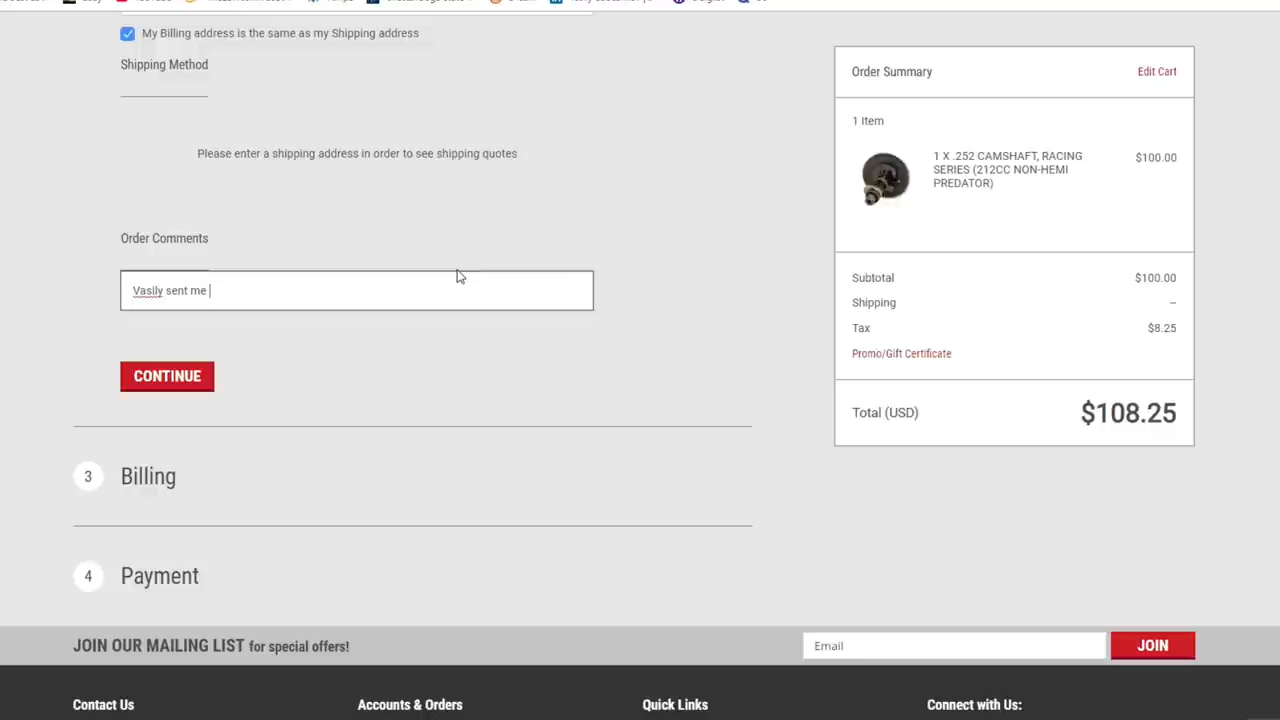 My Billing address is the same as my Shipping address
Shipping Method
Please enter a shipping address in order to see shipping quotes
Order Comments
Vasily sent me
CONTINUE
3 Billing
4 Payment
Order Summary Edit Cart
1 Item
1 X .252 CAMSHAFT, RACING $100.00
SERIES (212CC NON-HEMI
PREDATOR)
Subtotal $100.00
Shipping --
Tax $8.25
Promo/Gift Certificate
Total (USD) $108.25
JOIN OUR MAILING LIST for special offers! Email JOIN
Contact Us Accounts & Orders Quick Links Connect with Us: